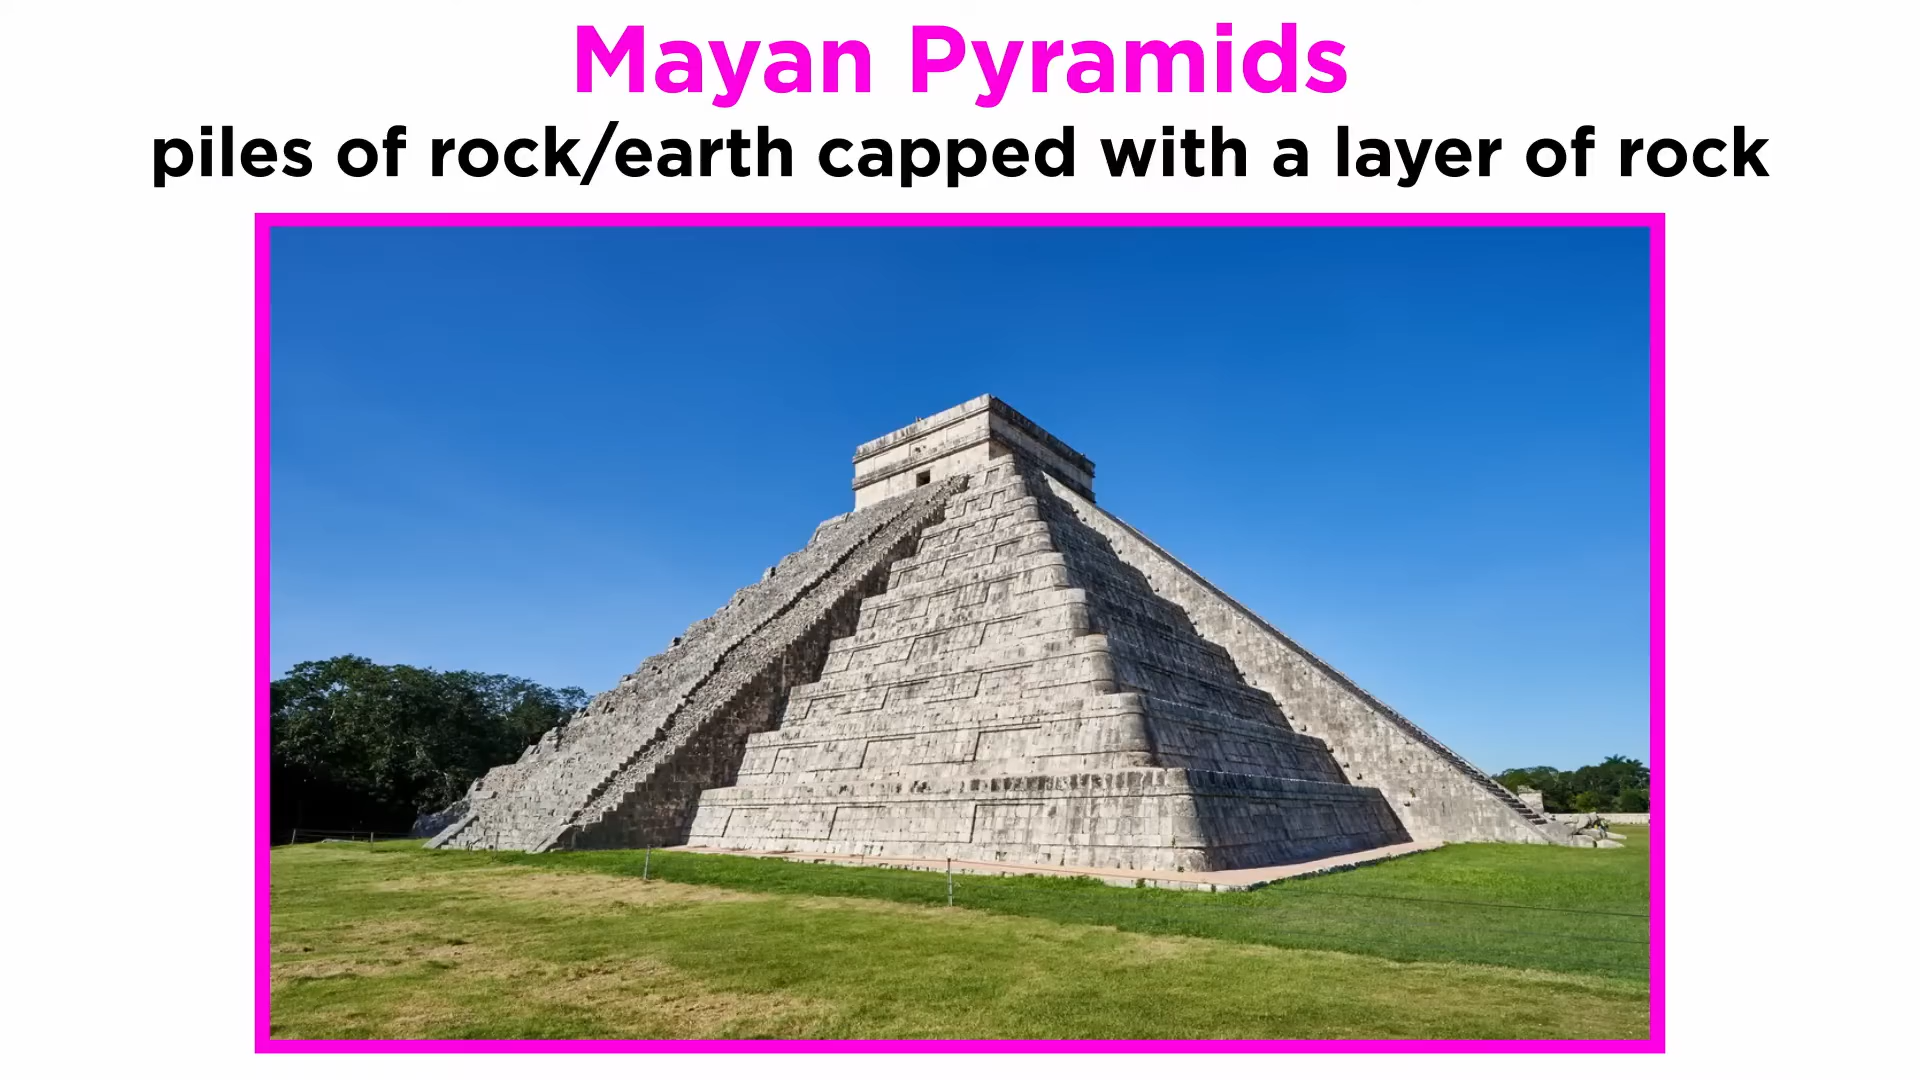 Mayan Pyramids
piles of rock/earth capped with a layer of rock